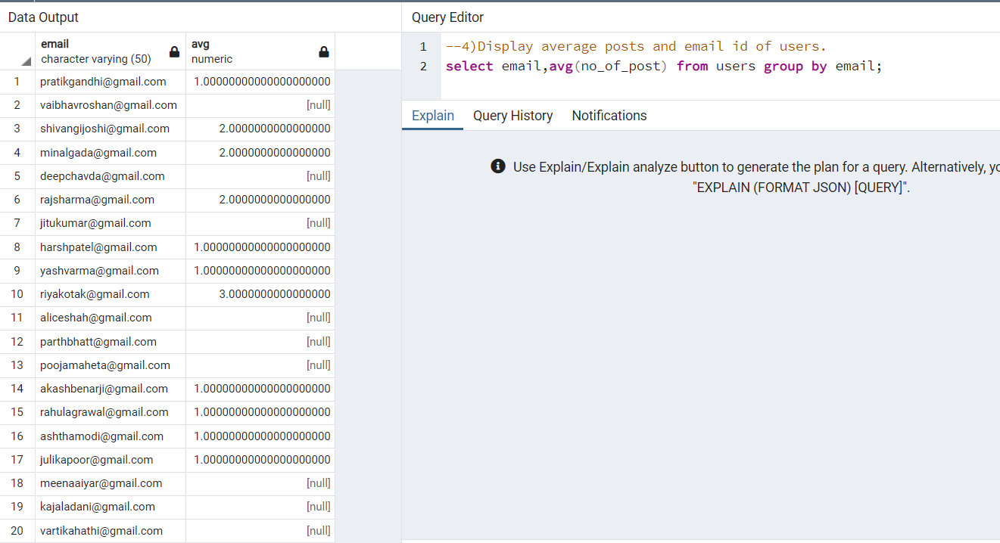 Data Output
email
character varying (50)
avg
numeric
1 pratikgandhi@gmail.com 1.00000000000000000000
2 vaibhavroshan@gmail.com [null]
3 shivangijoshi@gmail.com 2.0000000000000000
4 minalgada@gmail.com 2.0000000000000000
5 deepchavda@gmail.com [null]
6 rajsharma@gmail.com 2.0000000000000000
7 jitukumar@gmail.com [null]
8 harshpatel@gmail.com 1.00000000000000000000
9 yashvarma@gmail.com 1.00000000000000000000
10 riyakotak@gmail.com 3.0000000000000000
11 aliceshah@gmail.com [null]
12 parthbhatt@gmail.com [null]
13 poojamaheta@gmail.com [null]
14 akashbenarji@gmail.com 1.00000000000000000000
15 rahulagrawal@gmail.com 1.00000000000000000000
16 ashthamodi@gmail.com 1.00000000000000000000
17 julikapoor@gmail.com 1.00000000000000000000
18 meenaaiyar@gmail.com [null]
19 kajaladani@gmail.com [null]
20 vartikahathi@gmail.com [null]
Query Editor
1 --4)Display average posts and email id of users.
2 select email,avg(no_of_post) from users group by email;
Explain Query History Notifications
Use Explain/Explain analyze button to generate the plan for a query. Alternatively,
"EXPLAIN (FORMAT JSON) [QUERY]".